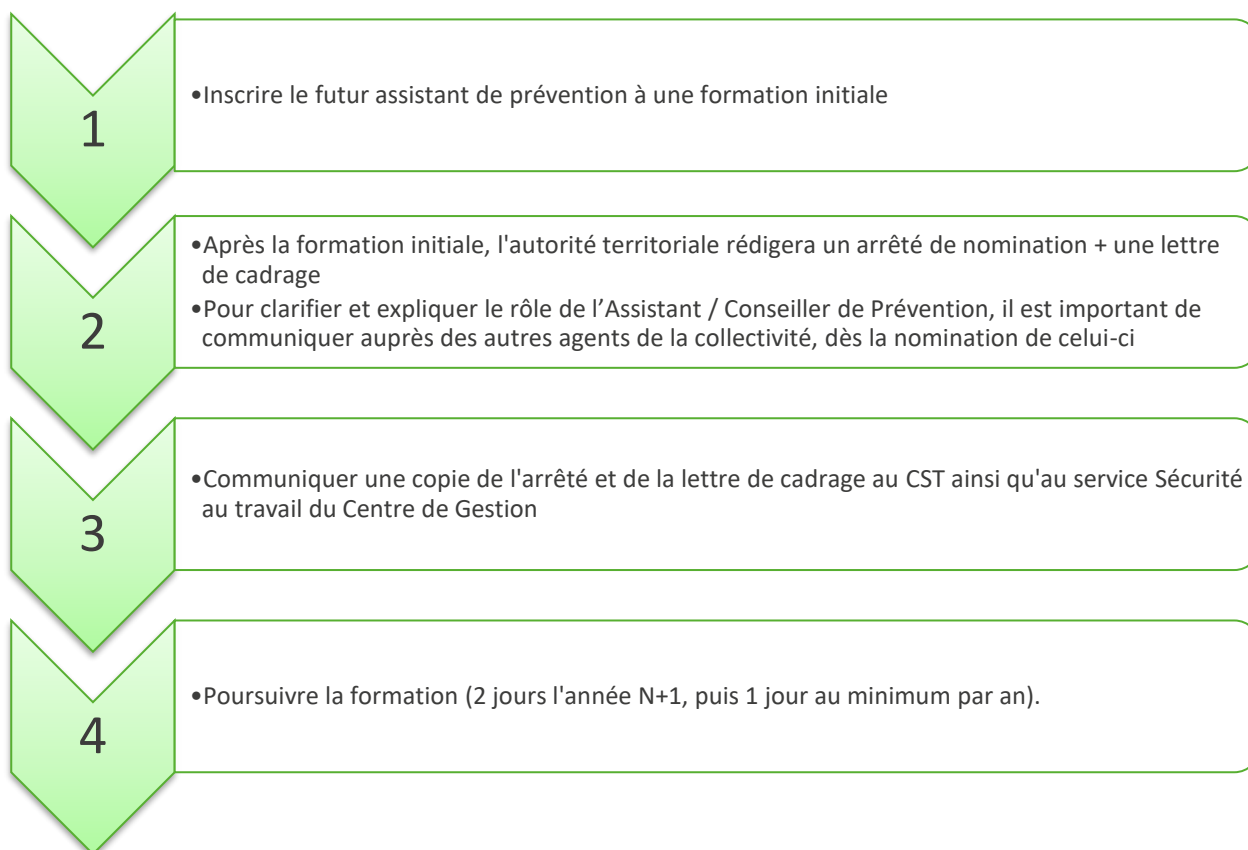 1
•Inscrire le futur assistant de prévention à une formation initiale
2
•Après la formation initiale, l'autorité territoriale rédigera un arrêté de nomination + une lettre
de cadrage
•Pour clarifier et expliquer le rôle de l’Assistant / Conseiller de Prévention, il est important de
communiquer auprès des autres agents de la collectivité, dès la nomination de celui-ci
3
•Communiquer une copie de l'arrêté et de la lettre de cadrage au CST ainsi qu'au service Sécurité
au travail du Centre de Gestion
4
•Poursuivre la formation (2 jours l'année N+1, puis 1 jour au minimum par an).